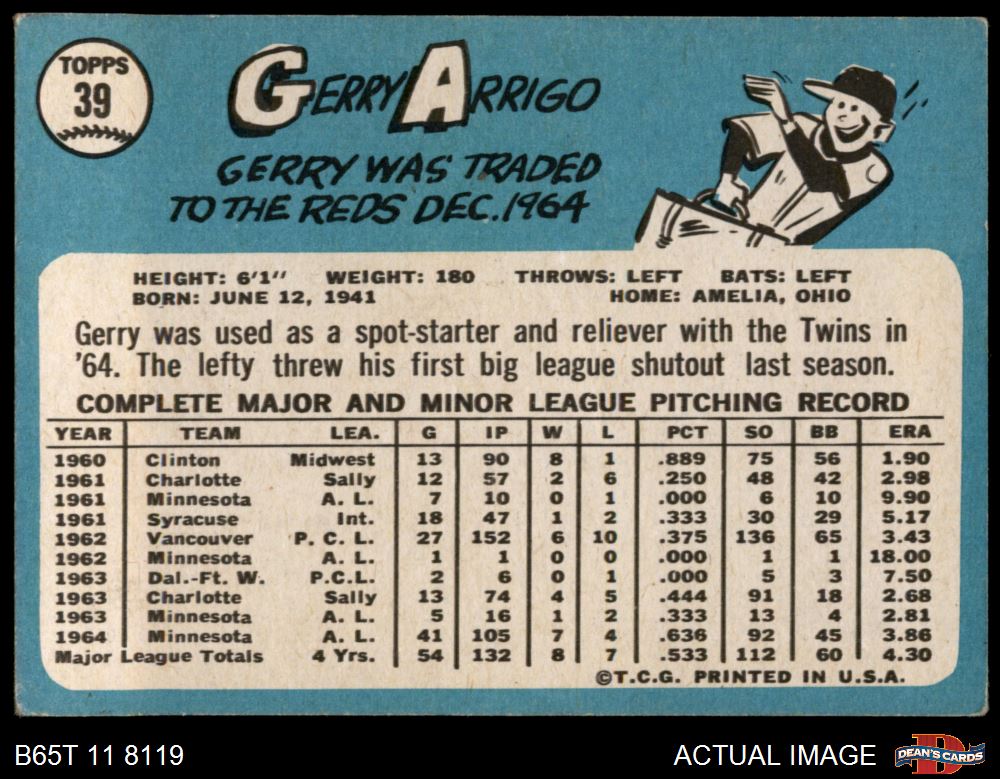 TOPPS
39
GERRY ARRIGO
GERRY WAS TRADED
TO THE REDS DEC. 1964
HEIGHT: 6'1" WEIGHT: 180 THROWS: LEFT BATS: LEFT
BORN: JUNE 12, 1941 HOME: AMELIA, OHIO
Gerry was used as a spot-starter and reliever with the Twins in
'64. The lefty threw his first big league shutout last season.
COMPLETE MAJOR AND MINOR LEAGUE PITCHING RECORD
YEAR TEAM LEA. G IP W L PCT SO BB ERA
1960 Clinton Midwest 13 90 8 1 .889 75 56 1.90
1961 Charlotte Sally 12 57 2 6 .250 48 42 2.98
1961 Minnesota A. L. 7 10 0 1 .000 6 10 9.90
1961 Syracuse Int. 18 47 1 2 .333 30 29 5.17
1962 Vancouver P. C. L. 27 152 6 10 .375 136 65 3.43
1962 Minnesota A. L. 1 1 0 0 .000 1 1 18.00
1963 Dal.-Ft. W. P.C.L. 2 6 0 1 .000 5 3 7.50
1963 Charlotte Sally 13 74 4 5 .444 91 18 2.68
1963 Minnesota A. L. 5 16 1 2 .333 13 4 2.81
1964 Minnesota A. L. 41 105 7 4 .636 92 45 3.86
Major League Totals 4 Yrs. 54 132 8 7 .533 112 60 4.30
©T.C.G. PRINTED IN U.S.A.
B65T 11 8119 ACTUAL IMAGE
DEAN'S CARDS